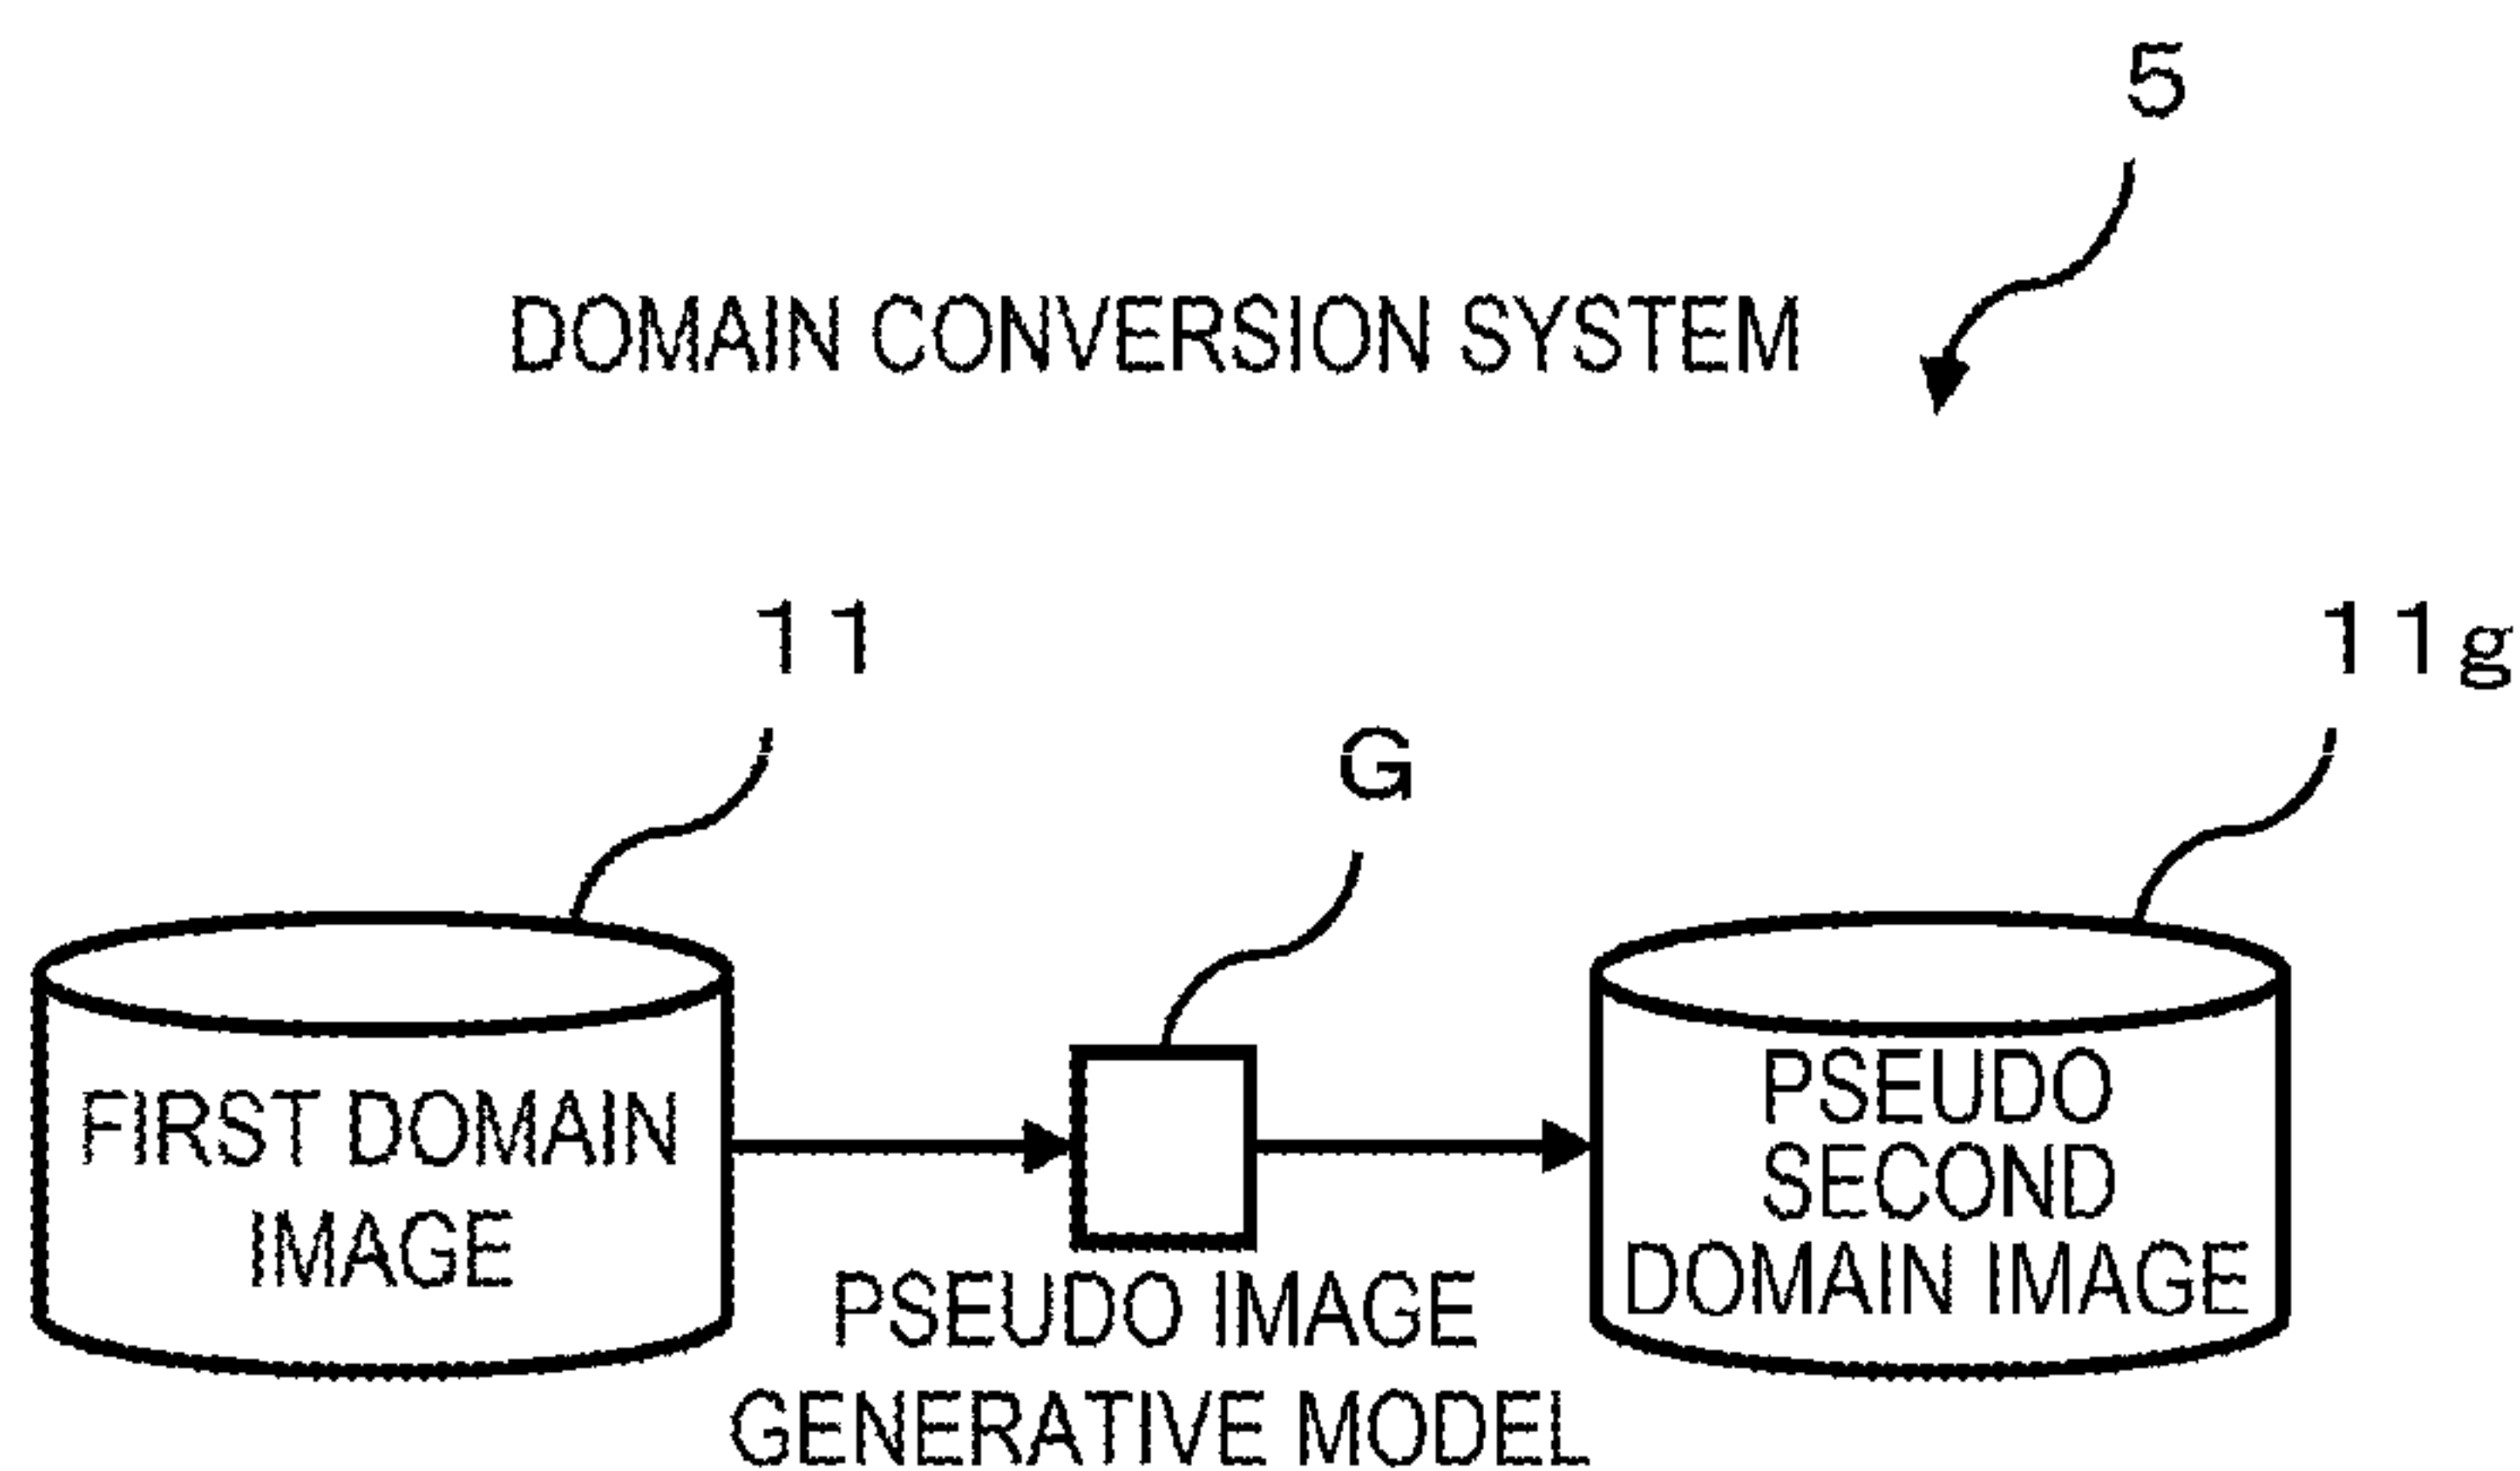 5
DOMAIN CONVERSION SYSTEM
11
11g
G
FIRST DOMAIN
IMAGE
PSEUDO IMAGE
GENERATIVE MODEL
PSEUDO
SECOND
DOMAIN IMAGE